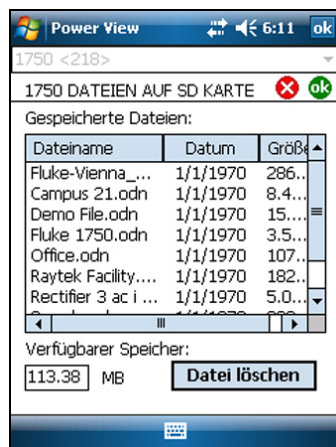 Power View 6:11 ok
1750 <218>
1750 DATEIEN AUF SD KARTE ok
Gespeicherte Dateien:
Dateiname Datum Größe
Fluke-Vienna_... 1/1/1970 286..
Campus 21.odn 1/1/1970 8.4...
Demo File.odn 1/1/1970 15....
Fluke 1750.odn 1/1/1970 3.5...
Office.odn 1/1/1970 107..
Raytek Facility.... 1/1/1970 182..
Rectifier 3 ac i ... 1/1/1970 5.0...
Verfügbarer Speicher:
113.38 MB Datei löschen